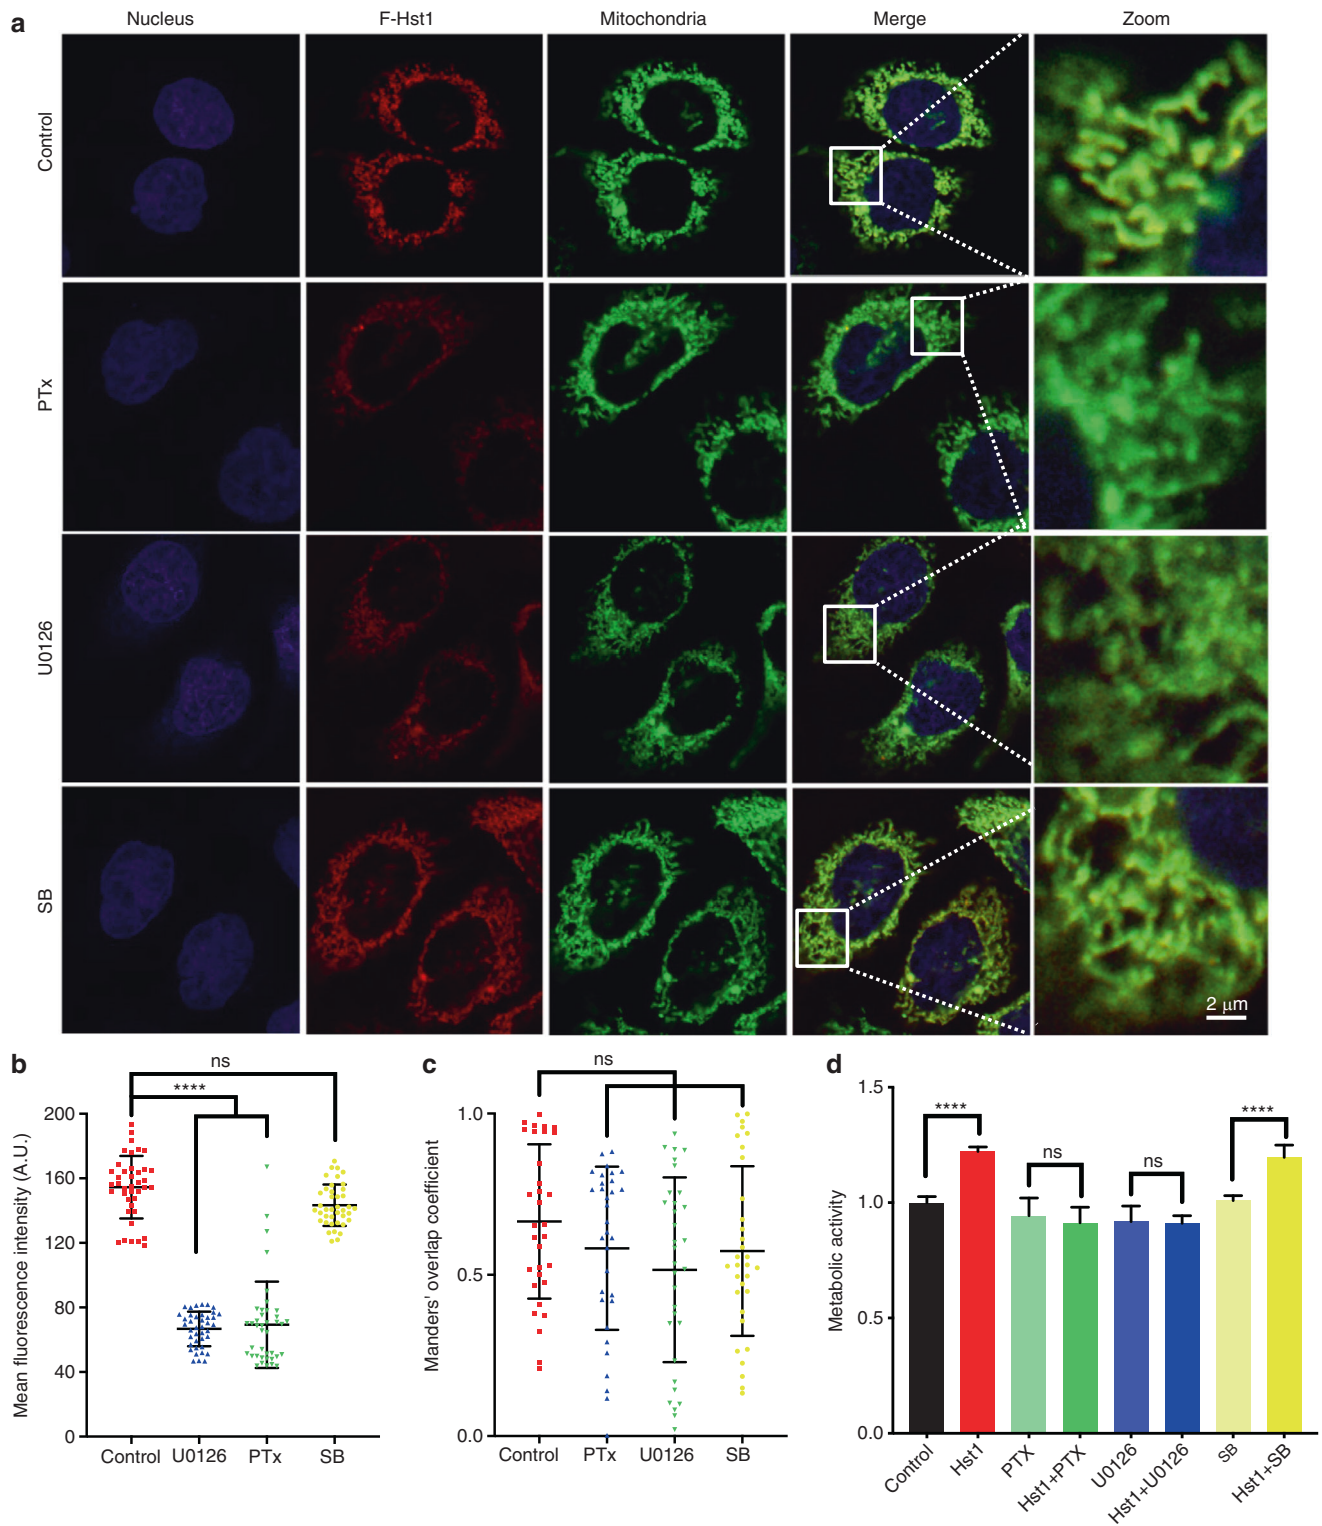 a
Nucleus F-Hst1 Mitochondria Merge Zoom
Control
PTx
U0126
SB
2 μm
b
ns
****
Mean fluorescence intensity (A.U.)
200
160
120
80
40
0
Control U0126 PTx SB
c
ns
Manders' overlap coefficient
1.0
0.5
0.0
Control PTx U0126 SB
d
**** ns ns ****
Metabolic activity
1.5
1.0
0.5
0.0
Control Hst1 PTX Hst1+PTX U0126 Hst1+U0126 SB Hst1+SB